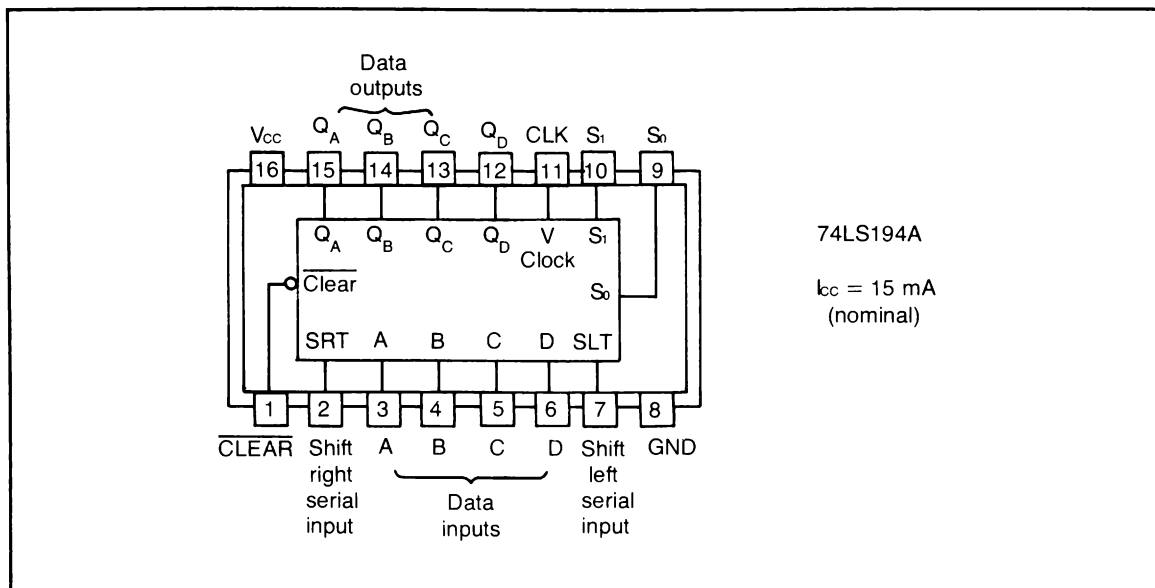 Data
outputs
Vcc QA QB QC QD CLK S1 S0
16 15 14 13 12 11 10 9
QA QB QC QD V S1
Clock
Clear
S0
SRT A B C D SLT
1 2 3 4 5 6 7 8
CLEAR Shift A B C D Shift GND
right left
serial Data serial
input inputs input
74LS194A
Icc = 15 mA
(nominal)